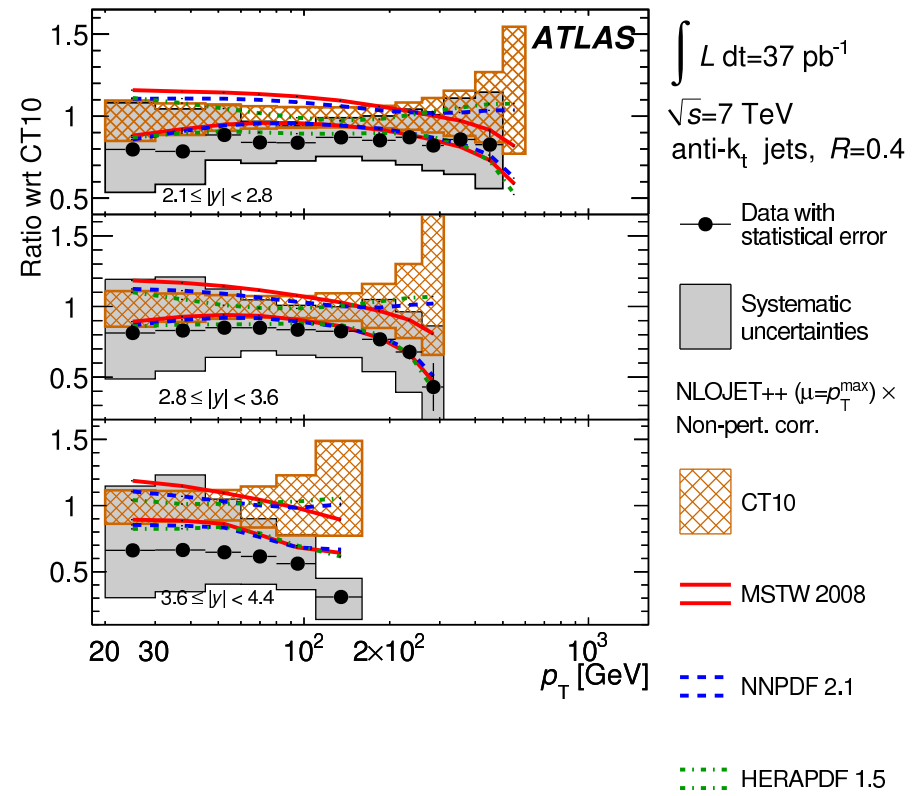 Ratio wrt CT10
1.5
1
0.5
ATLAS
2.1 ≤ |y| < 2.8
1.5
1
0.5
2.8 ≤ |y| < 3.6
1.5
1
0.5
3.6 ≤ |y| < 4.4
20 30 10² 2×10² 10³
p_T [GeV]
∫ L dt=37 pb⁻¹
√s=7 TeV
anti-k_t jets, R=0.4
Data with
statistical error
Systematic
uncertainties
NLOJET++ (μ=p_T^max) ×
Non-pert. corr.
CT10
MSTW 2008
NNPDF 2.1
HERAPDF 1.5